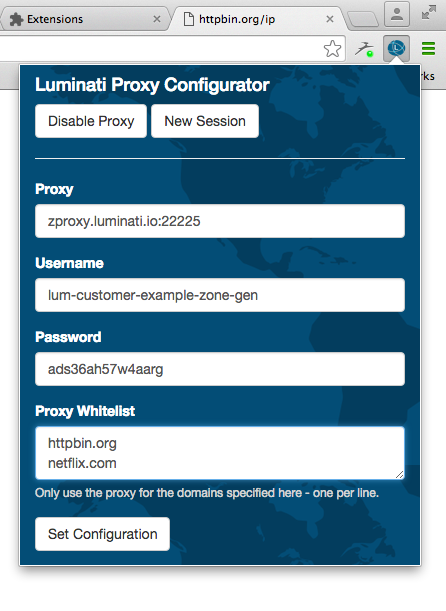 Extensions
httpbin.org/ip
Luminati Proxy Configurator
Disable Proxy
New Session
Proxy
zproxy.luminati.io:22225
Username
lum-customer-example-zone-gen
Password
ads36ah57w4aarg
Proxy Whitelist
httpbin.org
netflix.com
Only use the proxy for the domains specified here - one per line.
Set Configuration